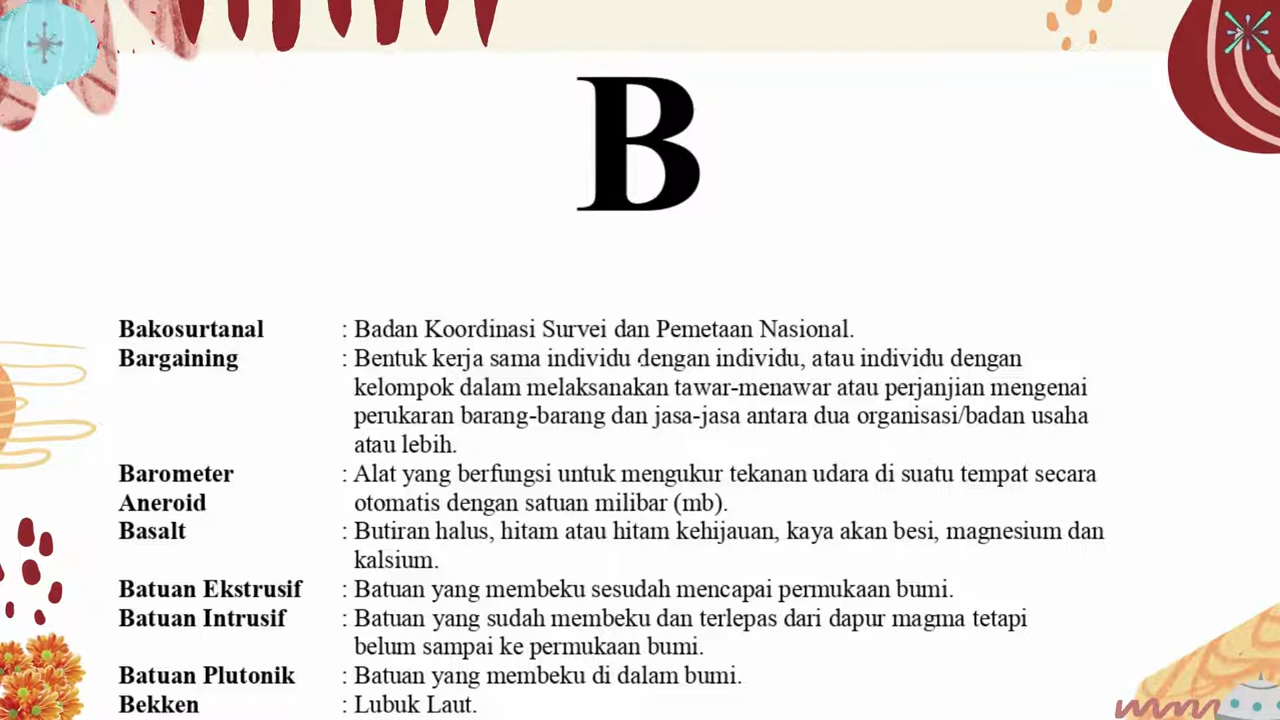 B
Bakosurtanal : Badan Koordinasi Survei dan Pemetaan Nasional.
Bargaining : Bentuk kerja sama individu dengan individu, atau individu dengan
kelompok dalam melaksanakan tawar-menawar atau perjanjian mengenai
perukaran barang-barang dan jasa-jasa antara dua organisasi/badan usaha
atau lebih.
Barometer : Alat yang berfungsi untuk mengukur tekanan udara di suatu tempat secara
Aneroid otomatis dengan satuan milibar (mb).
Basalt : Butiran halus, hitam atau hitam kehijauan, kaya akan besi, magnesium dan
kalsium.
Batuan Ekstrusif : Batuan yang membeku sesudah mencapai permukaan bumi.
Batuan Intrusif : Batuan yang sudah membeku dan terlepas dari dapur magma tetapi
belum sampai ke permukaan bumi.
Batuan Plutonik : Batuan yang membeku di dalam bumi.
Bekken : Lubuk Laut.